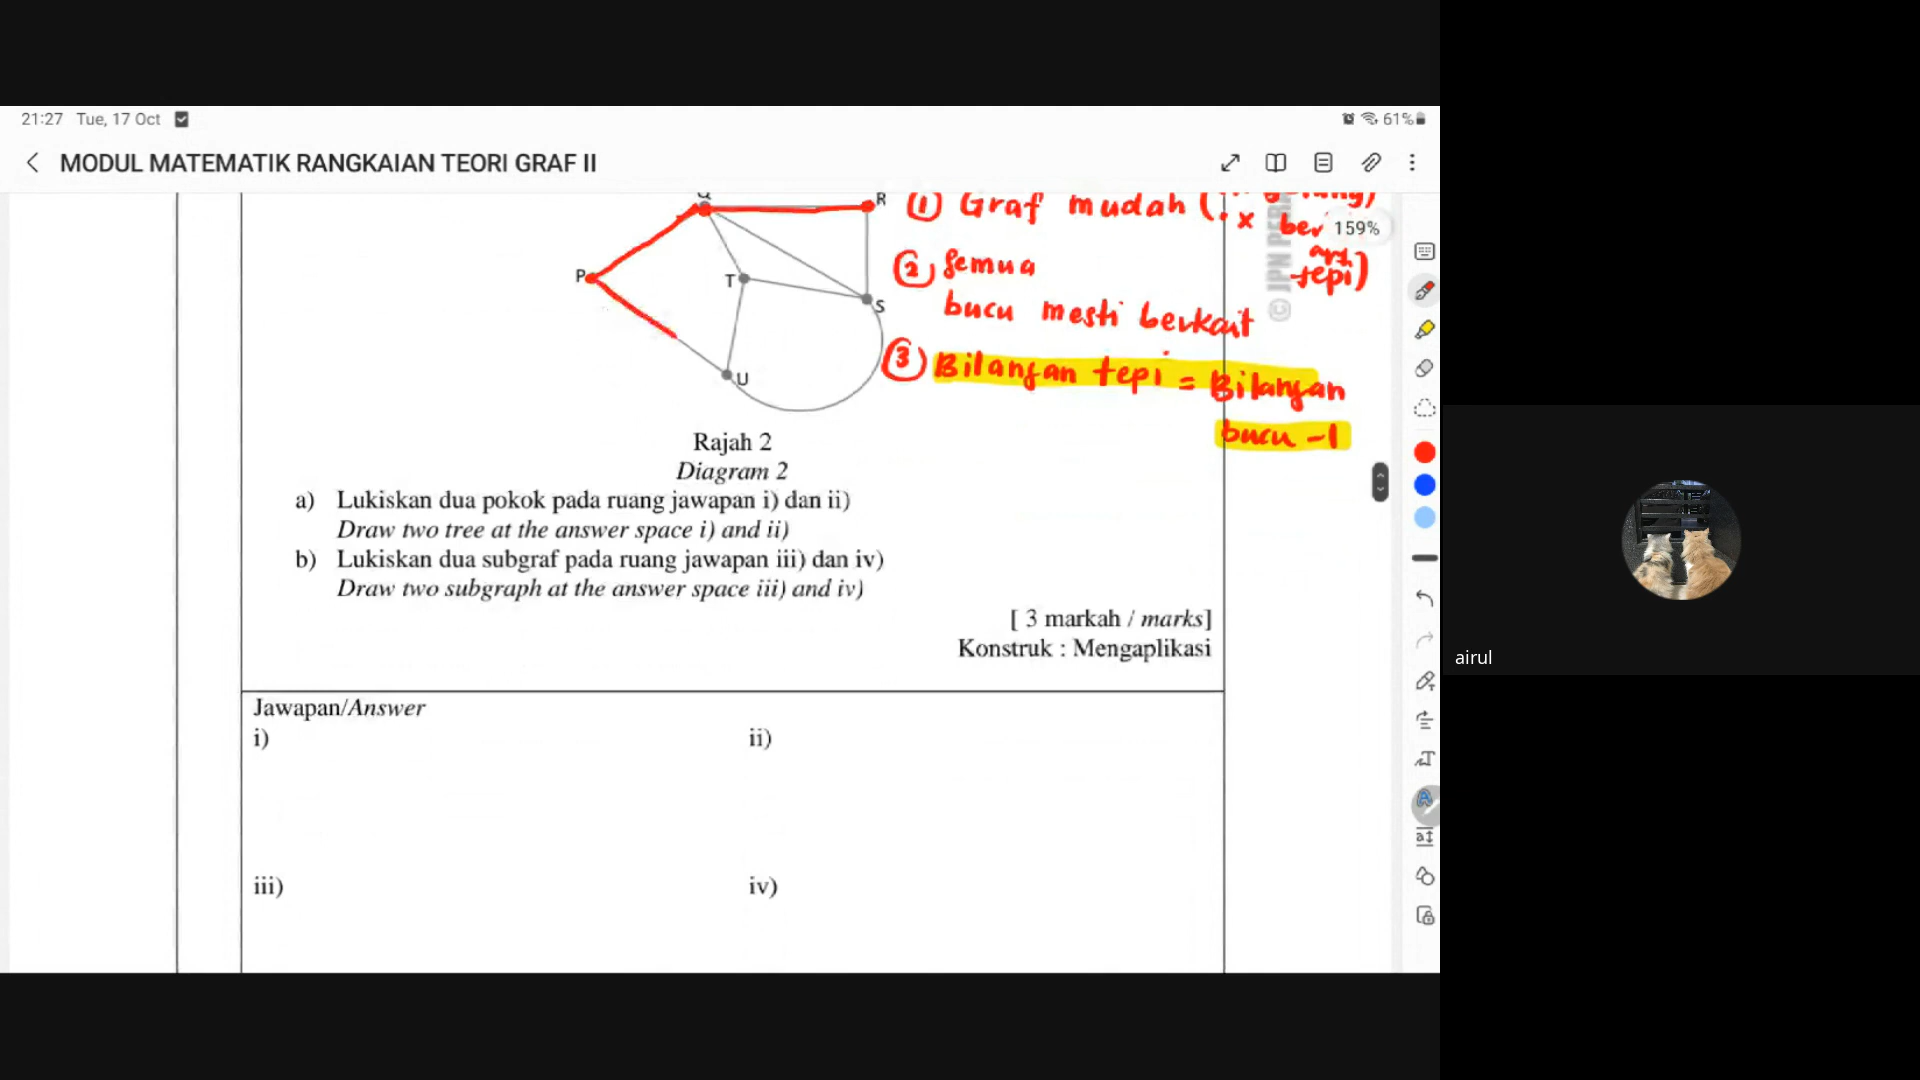 21:27 Tue, 17 Oct
61%
MODUL MATEMATIK RANGKAIAN TEORI GRAF II
159%
Q
R
P
T
S
U
① Graf mudah (
x
tepi)
② Semua
bucu mesti berkait
③ Bilangan tepi = Bilangan
bucu -1
© JPN PERA
Rajah 2
Diagram 2
a) Lukiskan dua pokok pada ruang jawapan i) dan ii)
Draw two tree at the answer space i) and ii)
b) Lukiskan dua subgraf pada ruang jawapan iii) dan iv)
Draw two subgraph at the answer space iii) and iv)
[ 3 markah / marks]
Konstruk : Mengaplikasi
Jawapan/Answer
i)
ii)
iii)
iv)
airul